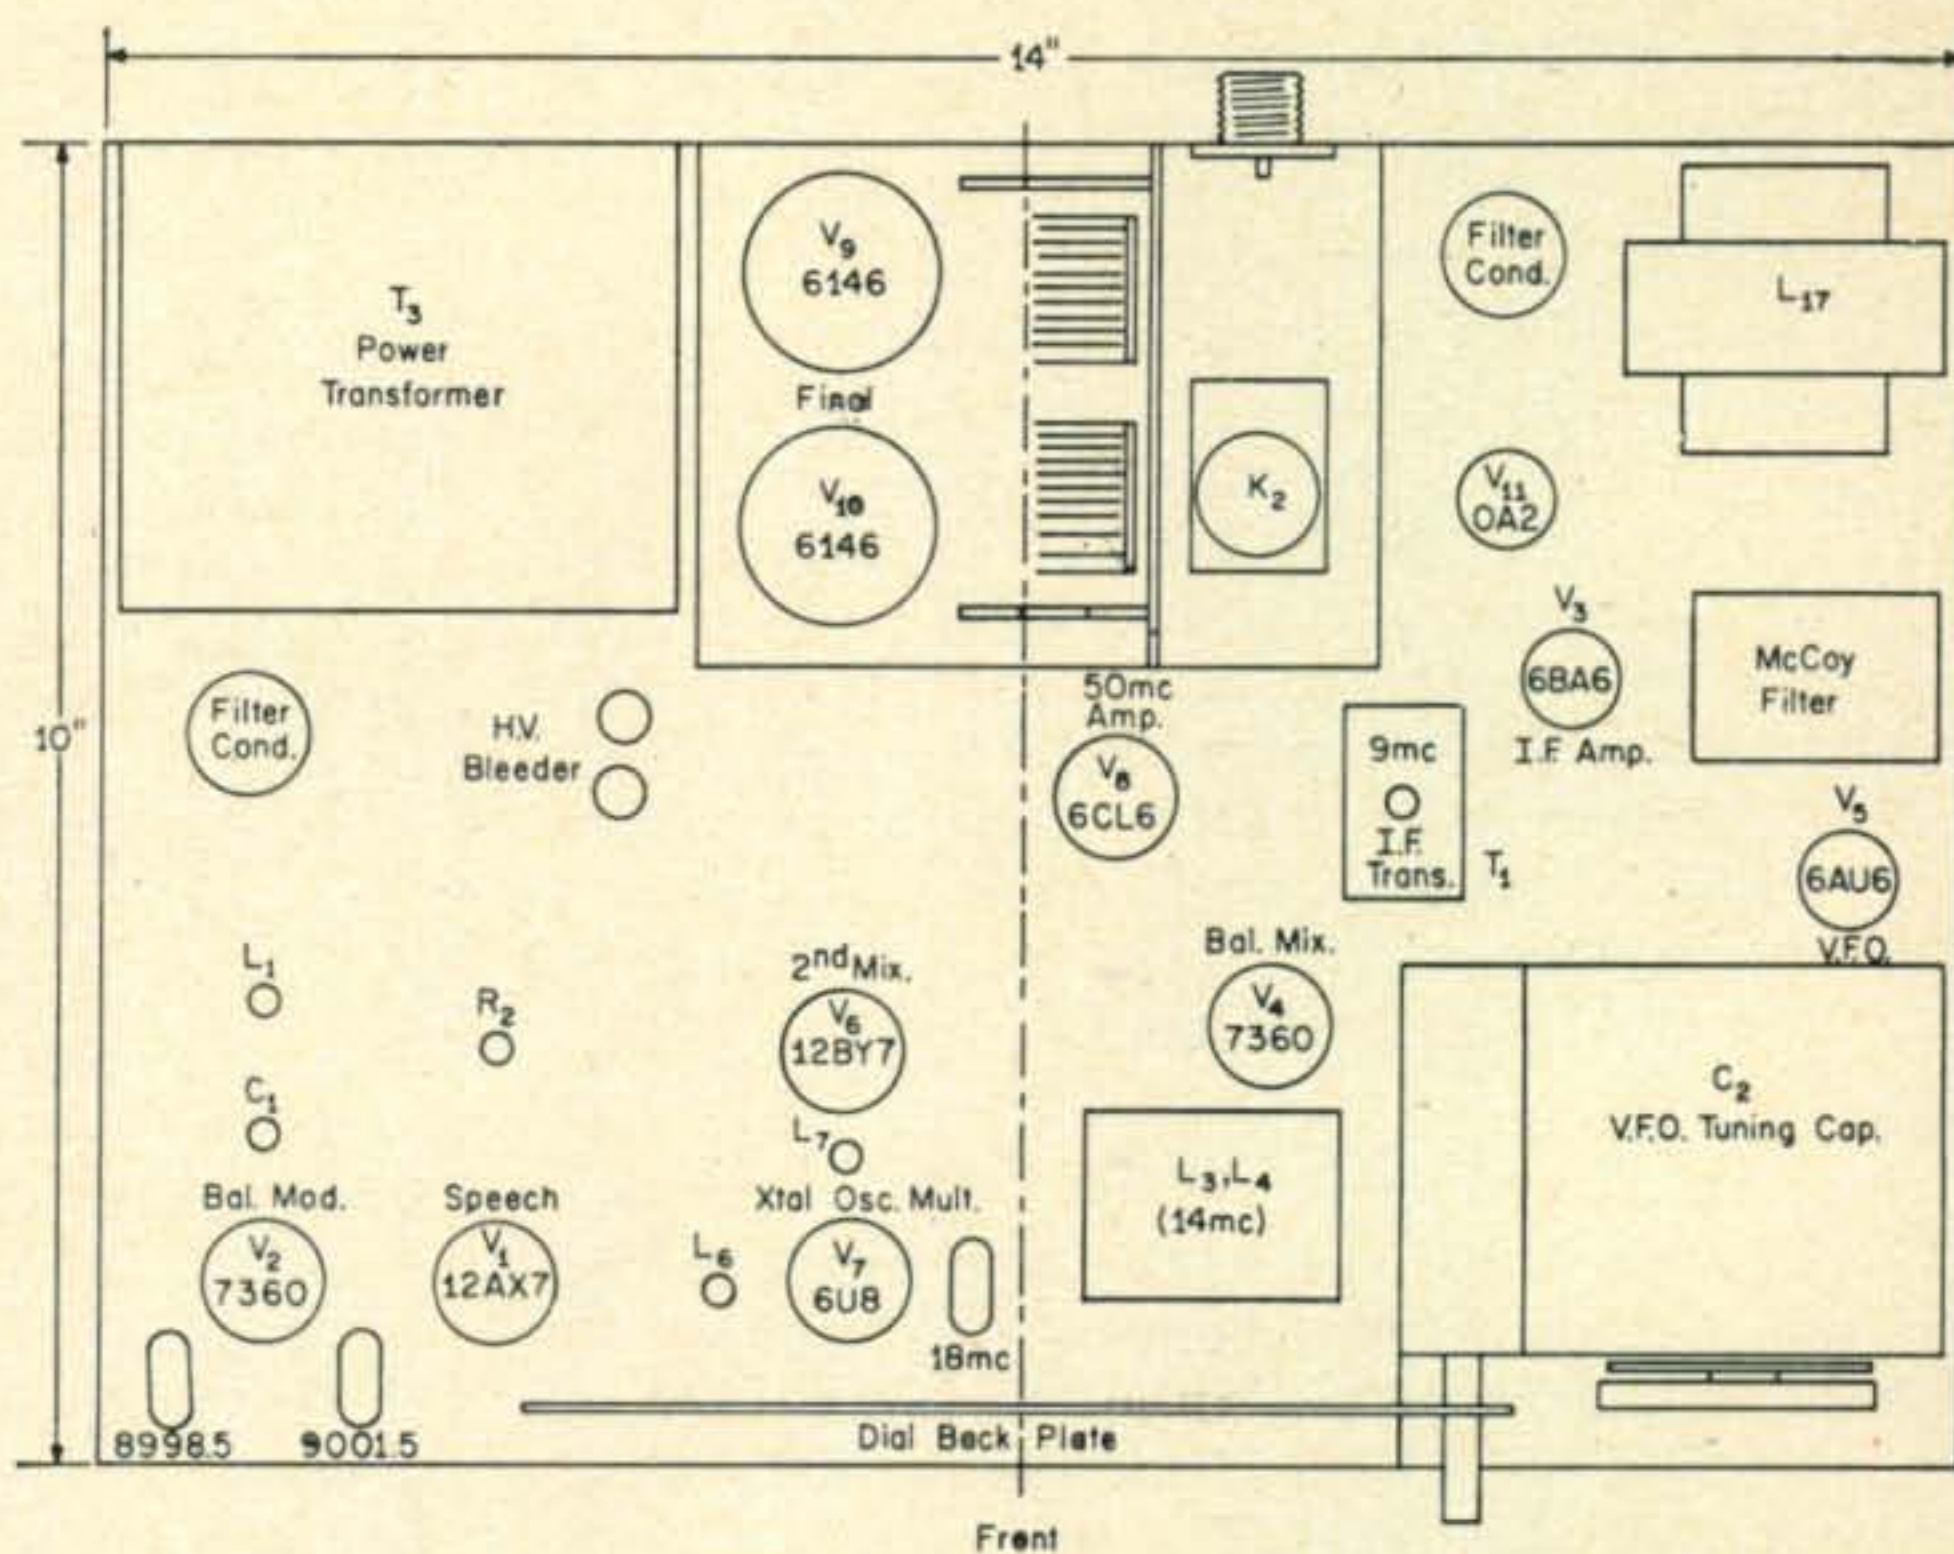 14"
10"
T3
Power
Transformer
V9
6146
Final
V10
6146
K2
Filter
Cond.
L17
V11
OA2
V3
6BA6
I.F. Amp.
McCoy
Filter
Filter
Cond.
H.V.
Bleeder
50mc
Amp.
V8
6CL6
9mc
I.F.
Trans.
T1
V5
6AU6
V.F.O.
L1
R2
2nd Mix.
V6
12BY7
Bal. Mix.
V4
7360
C1
L7
C2
V.F.O. Tuning Cap.
L3, L4
(14mc)
Bal. Mod.
V2
7360
Speech
V1
12AX7
L6
Xtal Osc. Mult.
V7
6U8
18mc
8998.5
9001.5
Dial Back Plate
Front